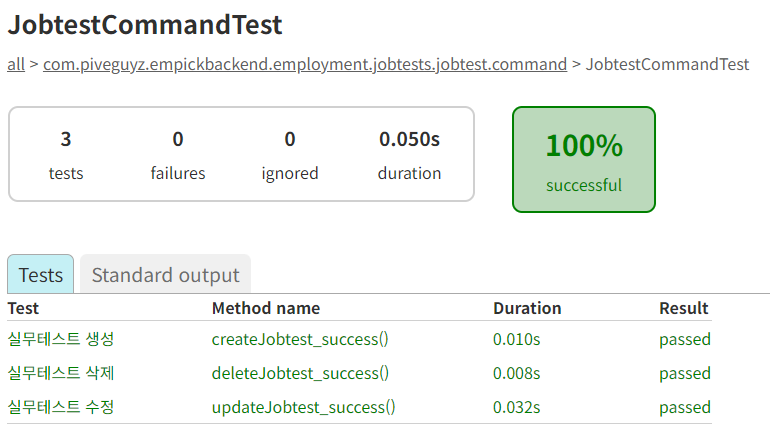 JobtestCommandTest
all > com.piveguyz.empickbackend.employment.jobtests.jobtest.command > JobtestCommandTest
3 0 0 0.050s
tests failures ignored duration
100%
successful
Tests Standard output
Test Method name Duration Result
실무테스트 생성 createJobtest_success() 0.010s passed
실무테스트 삭제 deleteJobtest_success() 0.008s passed
실무테스트 수정 updateJobtest_success() 0.032s passed